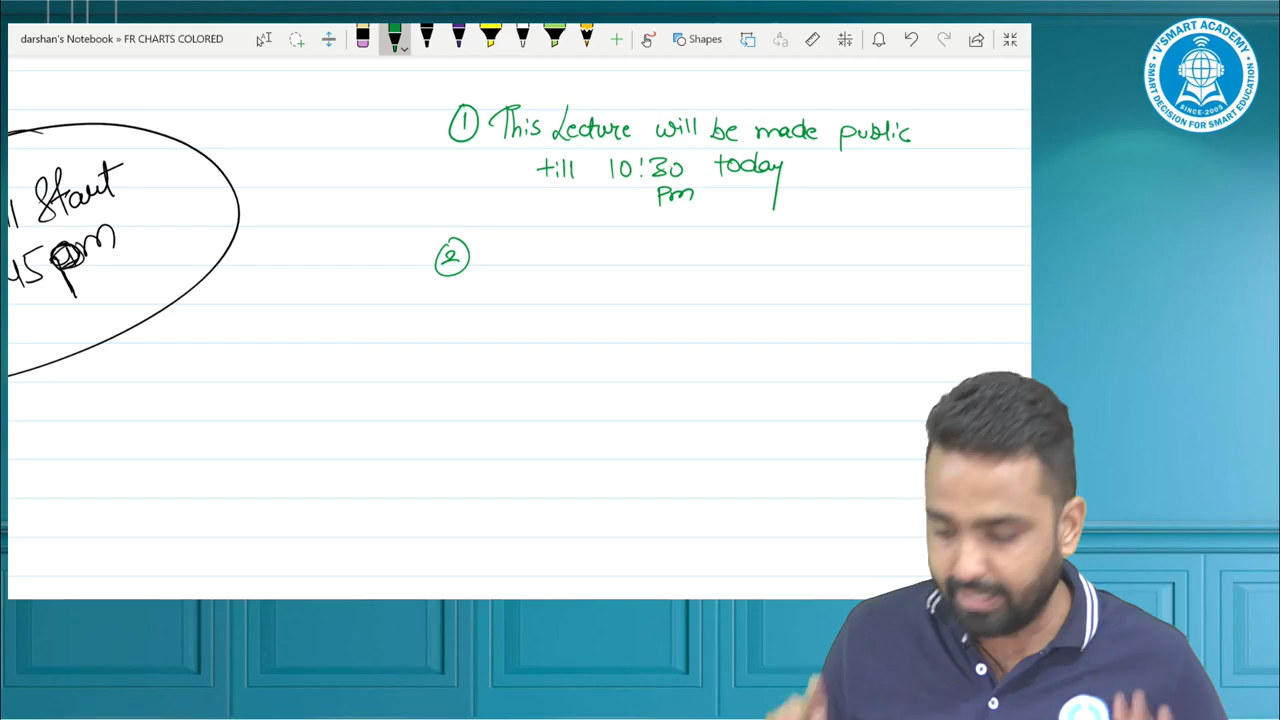 darshan's Notebook » FR CHARTS COLORED
Shapes
V'SMART ACADEMY
SMART DECISION FOR SMART EDUCATION
SINCE-2005
① This Lecture will be made public
till 10:30 today
pm
②
ll Start
45 pm